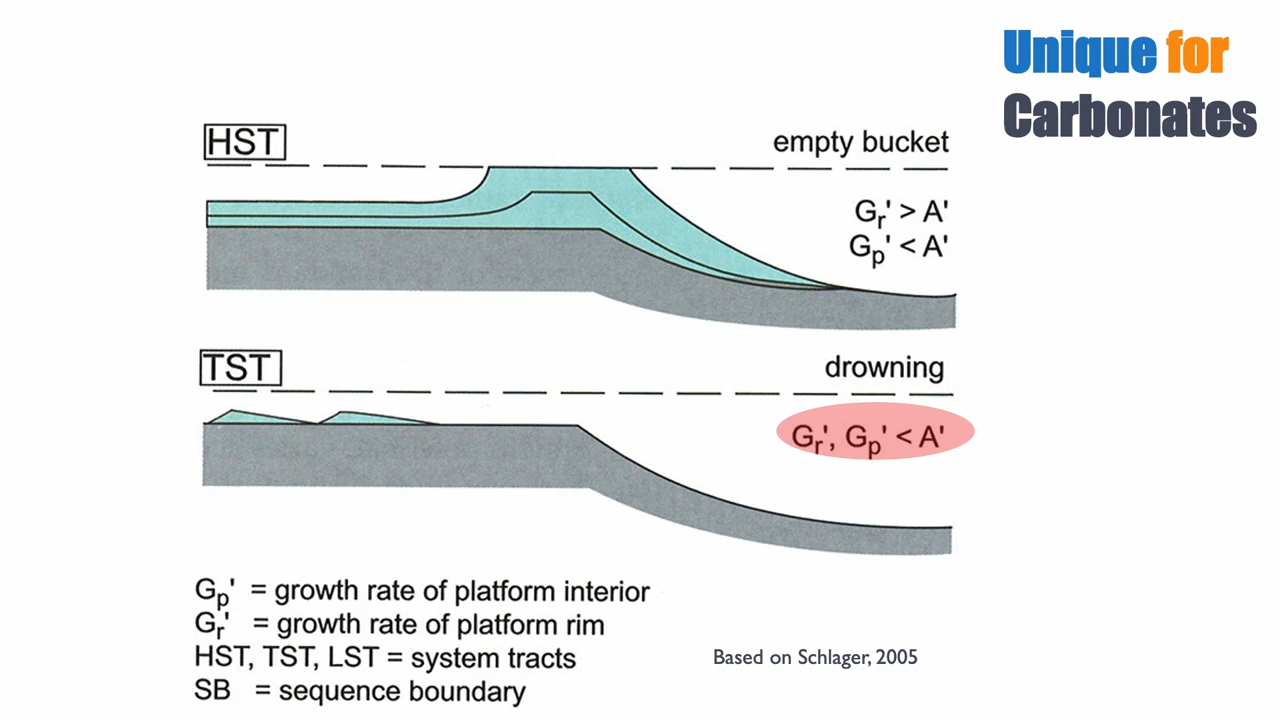 Unique for
Carbonates
HST
empty bucket
Gr' > A'
Gp' < A'
TST
drowning
Gr', Gp' < A'
Gp' = growth rate of platform interior
Gr' = growth rate of platform rim
HST, TST, LST = system tracts
SB = sequence boundary
Based on Schlager, 2005